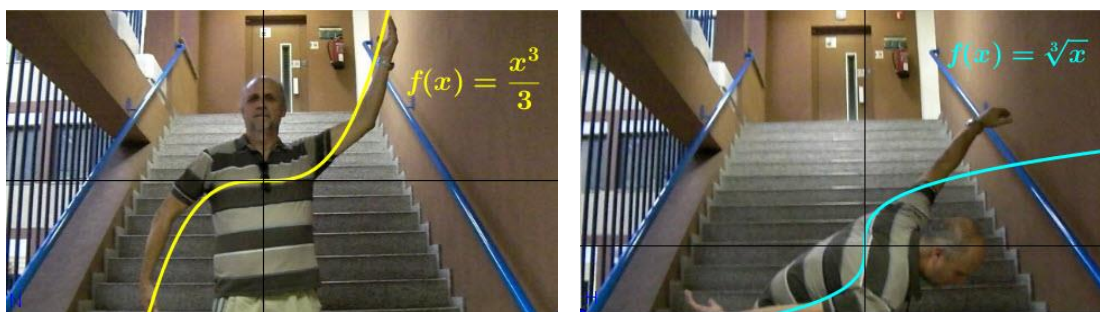 f(x) = x³/3
f(x) = ∛x